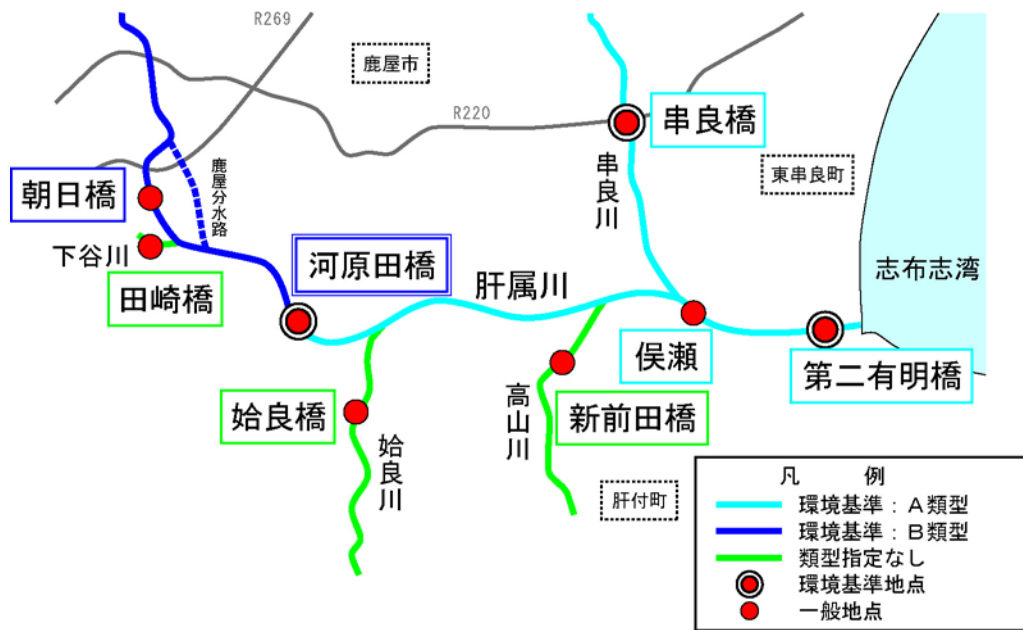 R269
鹿屋市
R220
串良橋
串良川
東串良町
朝日橋
鹿屋分水路
下谷川
田崎橋
河原田橋
肝属川
志布志湾
俣瀬
第二有明橋
姶良橋
姶良川
高山川
新前田橋
肝付町
凡 例
環境基準：Ａ類型
環境基準：Ｂ類型
類型指定なし
環境基準地点
一般地点